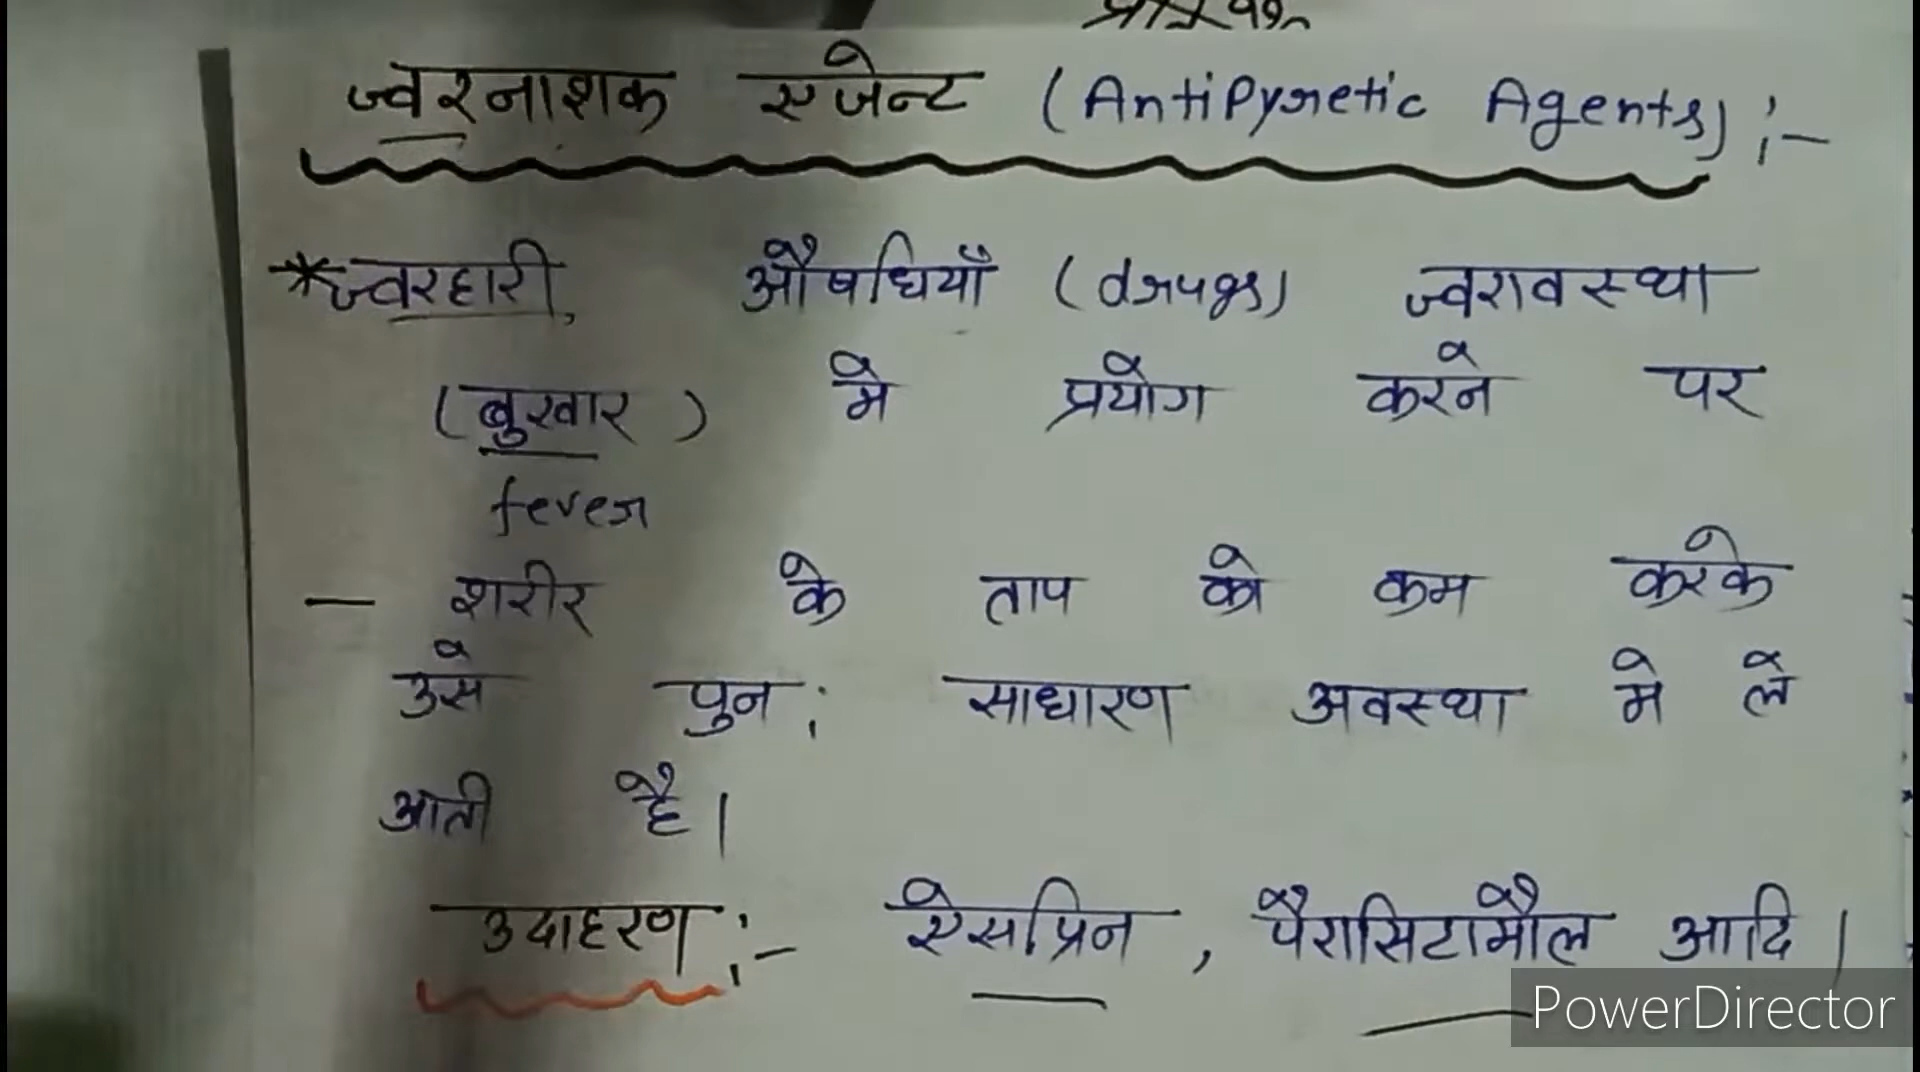 ज्वरनाशक एजेन्ट (AntiPyretic Agents) :-
*ज्वरहारी, औषधियाँ (drugs) ज्वरावस्था
(बुखार) मे प्रयोग करने पर
fever
- शरीर के ताप को कम करके
उसे पुन: साधारण अवस्था मे ले
आती है।
उदाहरण :- ऐसप्रिन, पैरासिटामौल आदि।
PowerDirector